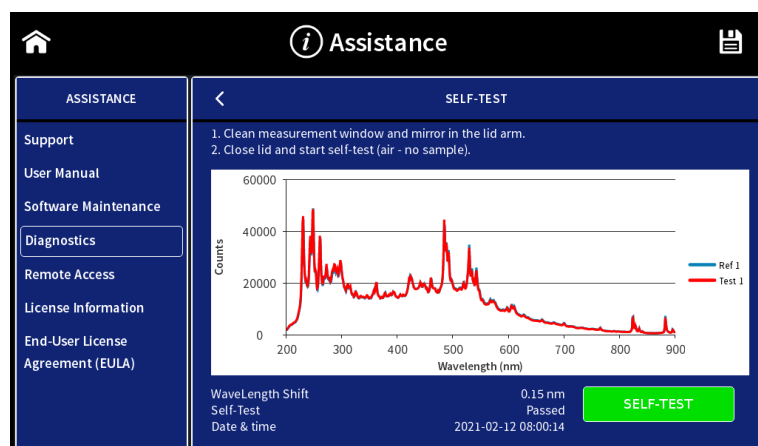 Assistance
ASSISTANCE
Support
User Manual
Software Maintenance
Diagnostics
Remote Access
License Information
End-User License
Agreement (EULA)
SELF-TEST
1. Clean measurement window and mirror in the lid arm.
2. Close lid and start self-test (air - no sample).
60000
40000
20000
0
Counts
200 300 400 500 600 700 800 900
Wavelength (nm)
Ref 1
Test 1
WaveLength Shift 0.15 nm
Self-Test Passed
Date & time 2021-02-12 08:00:14
SELF-TEST